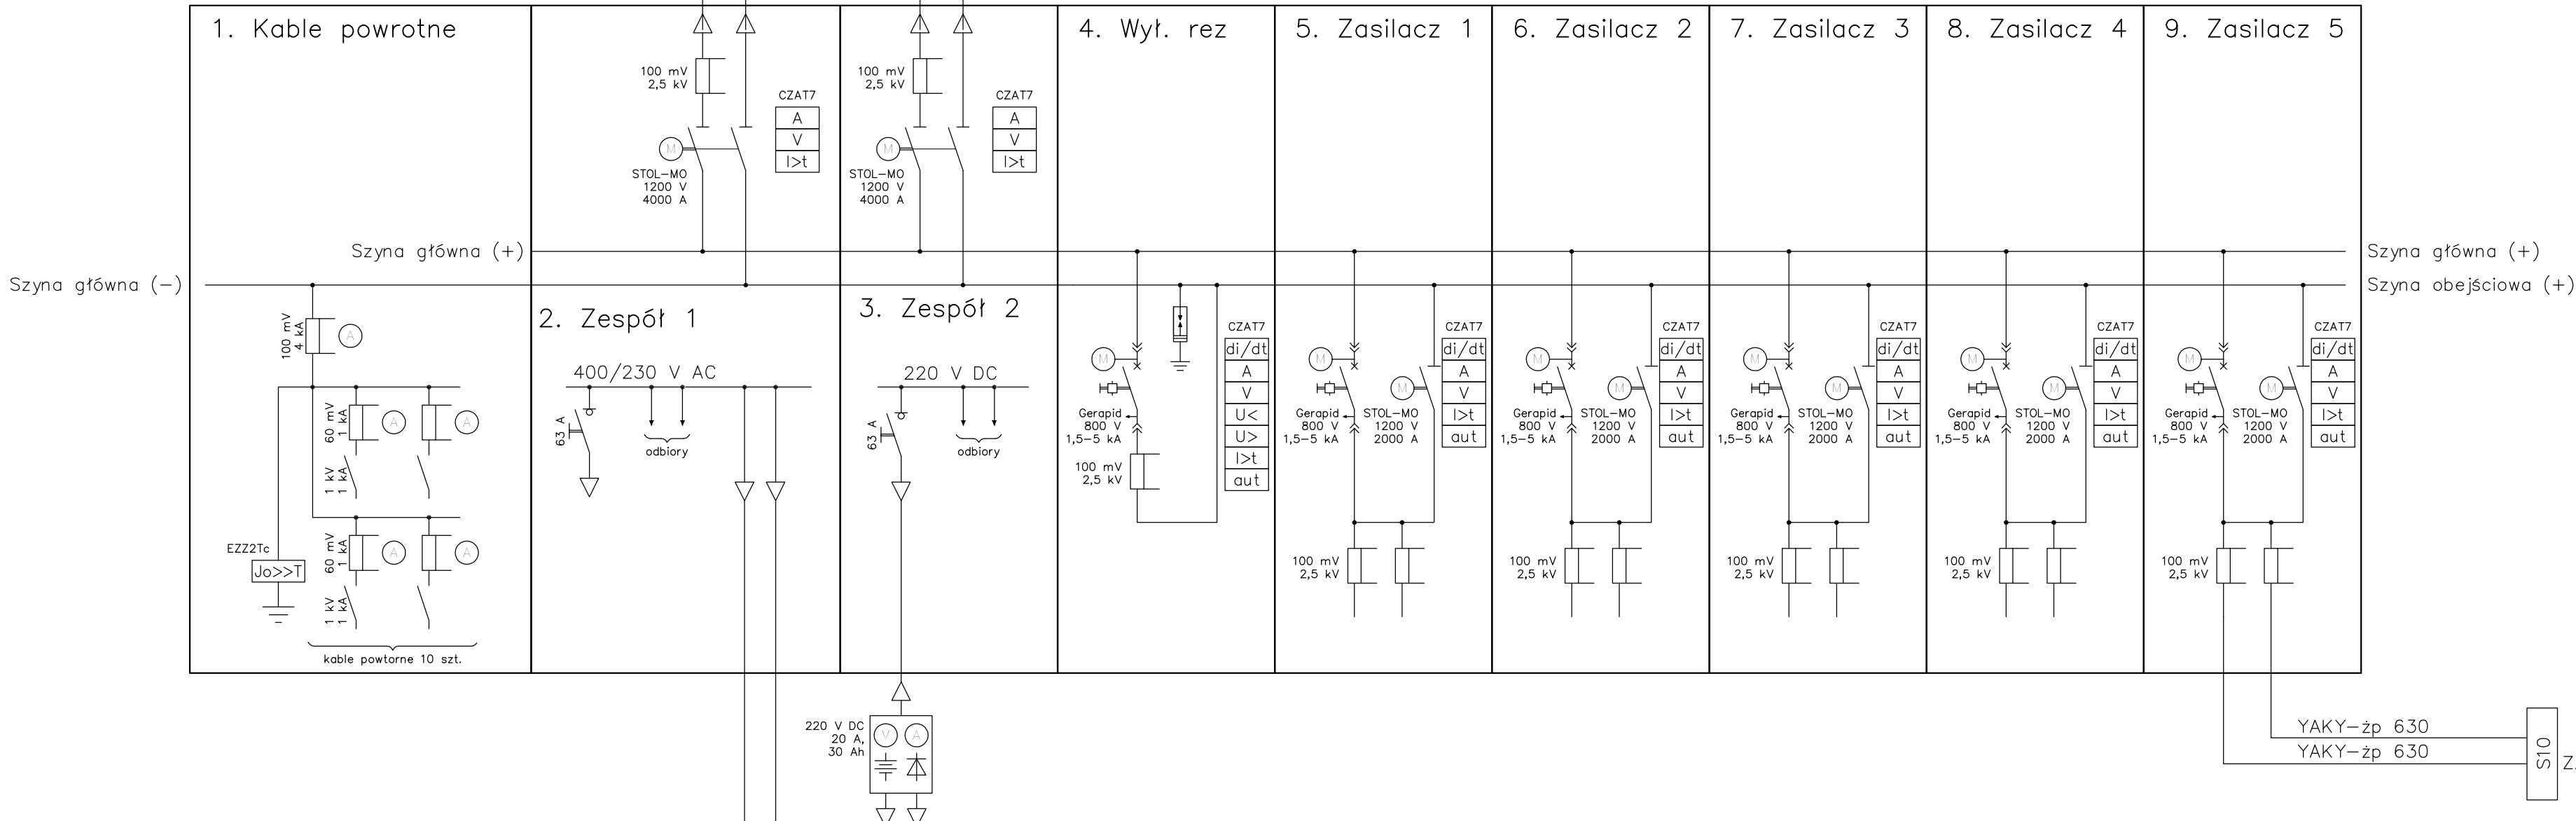 1. Kable powrotne
4. Wył. rez
5. Zasilacz 1
6. Zasilacz 2
7. Zasilacz 3
8. Zasilacz 4
9. Zasilacz 5
100 mV
2,5 kV
CZAT7
A
V
I>t
M
STOL-MO
1200 V
4000 A
100 mV
2,5 kV
CZAT7
A
V
I>t
M
STOL-MO
1200 V
4000 A
Szyna główna (+)
Szyna główna (+)
Szyna główna (-)
Szyna obejściowa (+)
100 mV
4 kA
A
60 mV
1 kA
A
A
1 kV
1 kA
60 mV
1 kA
A
A
1 kV
1 kA
EZZ2Tc
Jo>>T
kable powtorne 10 szt.
2. Zespół 1
400/230 V AC
63 A
odbiory
3. Zespół 2
220 V DC
63 A
odbiory
220 V DC
20 A,
30 Ah
V
A
M
Gerapid
800 V
1,5-5 kA
100 mV
2,5 kV
CZAT7
di/dt
A
V
U<
U>
I>t
aut
M
Gerapid
800 V
1,5-5 kA
M
STOL-MO
1200 V
2000 A
CZAT7
di/dt
A
V
I>t
aut
100 mV
2,5 kV
M
Gerapid
800 V
1,5-5 kA
M
STOL-MO
1200 V
2000 A
CZAT7
di/dt
A
V
I>t
aut
100 mV
2,5 kV
M
Gerapid
800 V
1,5-5 kA
M
STOL-MO
1200 V
2000 A
CZAT7
di/dt
A
V
I>t
aut
100 mV
2,5 kV
M
Gerapid
800 V
1,5-5 kA
M
STOL-MO
1200 V
2000 A
CZAT7
di/dt
A
V
I>t
aut
100 mV
2,5 kV
M
Gerapid
800 V
1,5-5 kA
M
STOL-MO
1200 V
2000 A
CZAT7
di/dt
A
V
I>t
aut
100 mV
2,5 kV
YAKY-żp 630
YAKY-żp 630
S10